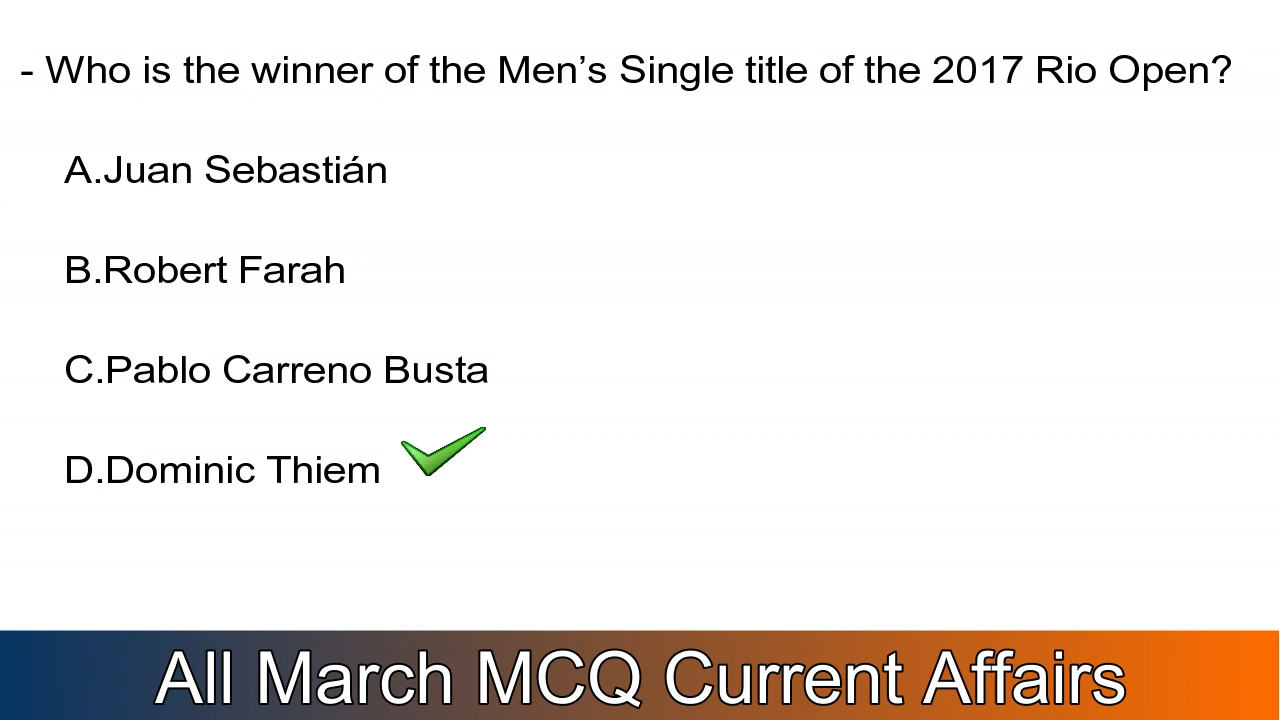 - Who is the winner of the Men’s Single title of the 2017 Rio Open?
A.Juan Sebastián
B.Robert Farah
C.Pablo Carreno Busta
D.Dominic Thiem
All March MCQ Current Affairs